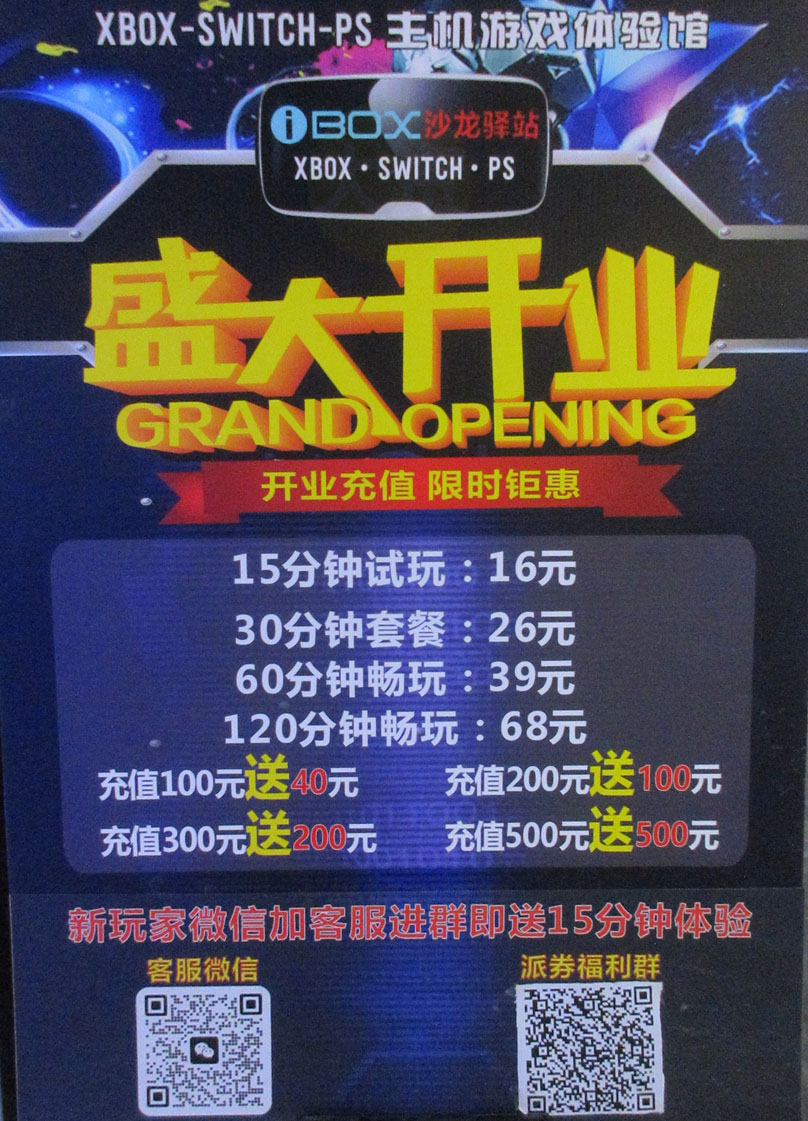 XBOX-SWITCH-PS 主机游戏体验馆
iBOX沙龙驿站
XBOX·SWITCH·PS
盛大开业
GRAND OPENING
开业充值 限时钜惠
15分钟试玩：16元
30分钟套餐：26元
60分钟畅玩：39元
120分钟畅玩：68元
充值100元送40元 充值200元送100元
充值300元送200元 充值500元送500元
新玩家微信加客服进群即送15分钟体验
客服微信 派券福利群